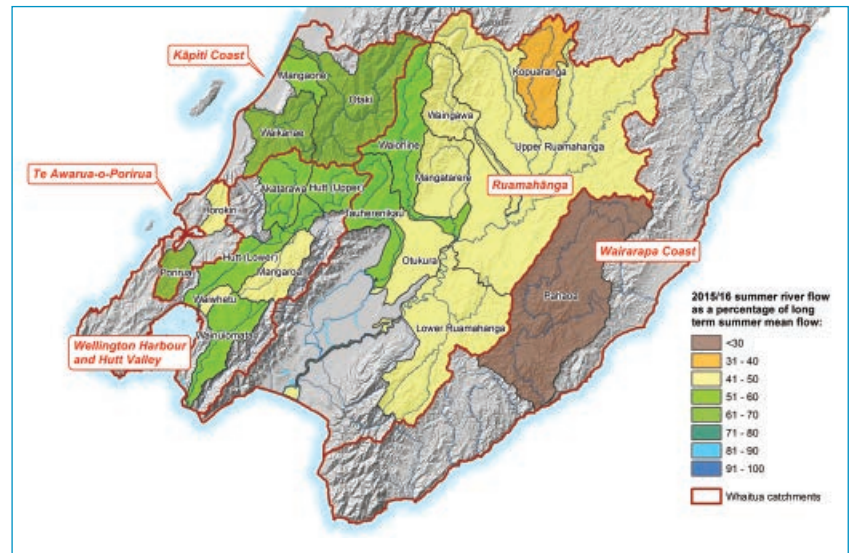 Kāpiti Coast
Mangaone
Otaki
Kopuaranga
Waikanae
Waiohine
Waingawa
Upper Ruamahanga
Te Awarua-o-Porirua
Akatarawa
Hutt (Upper)
Mangatarere
Ruamahānga
Horokiri
Tauherenikau
Wairarapa Coast
Hutt (Lower)
Otukura
Porirua
Mangaroa
Pahaoa
Waiwhatu
Lower Ruamahanga
Wainuiomata
Wellington Harbour
and Hutt Valley
2015/16 summer river flow
as a percentage of long
term summer mean flow:
<30
31 - 40
41 - 50
51 - 60
61 - 70
71 - 80
81 - 90
91 - 100
Whaitua catchments